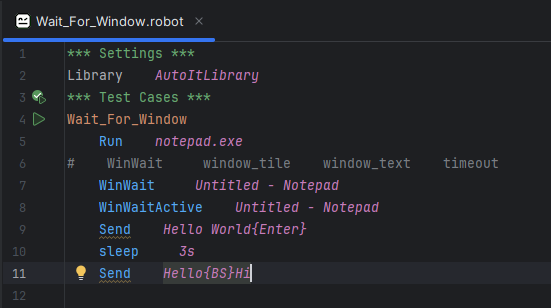 Wait_For_Window.robot ×
1 *** Settings ***
2 Library    AutoItLibrary
3 *** Test Cases ***
4 Wait_For_Window
5     Run    notepad.exe
6 #    WinWait    window_tile    window_text    timeout
7     WinWait    Untitled - Notepad
8     WinWaitActive    Untitled - Notepad
9     Send    Hello World{Enter}
10     sleep    3s
11     Send    Hello{BS}Hi
12